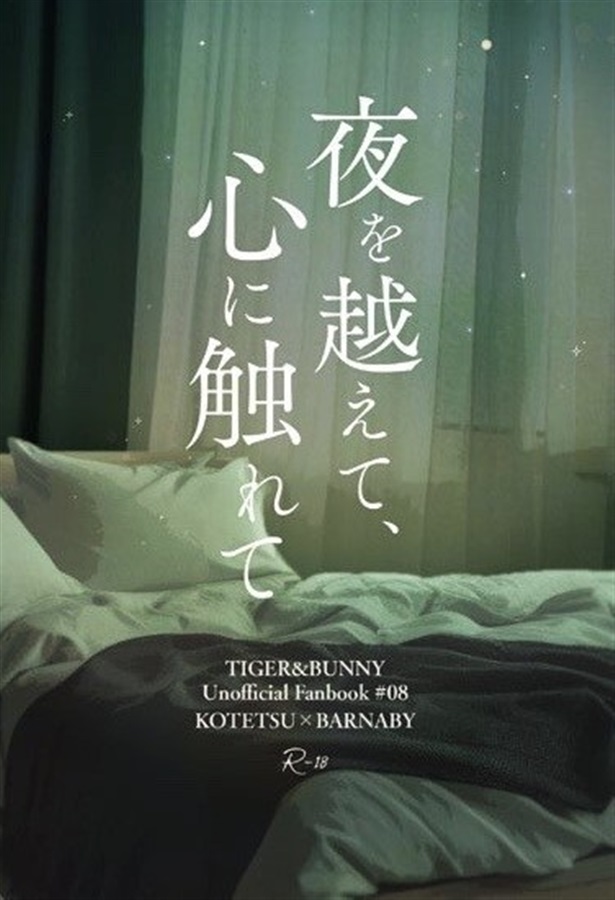 夜を越えて、
心に触れて
TIGER&BUNNY
Unofficial Fanbook #08
KOTETSU×BARNABY
R-18